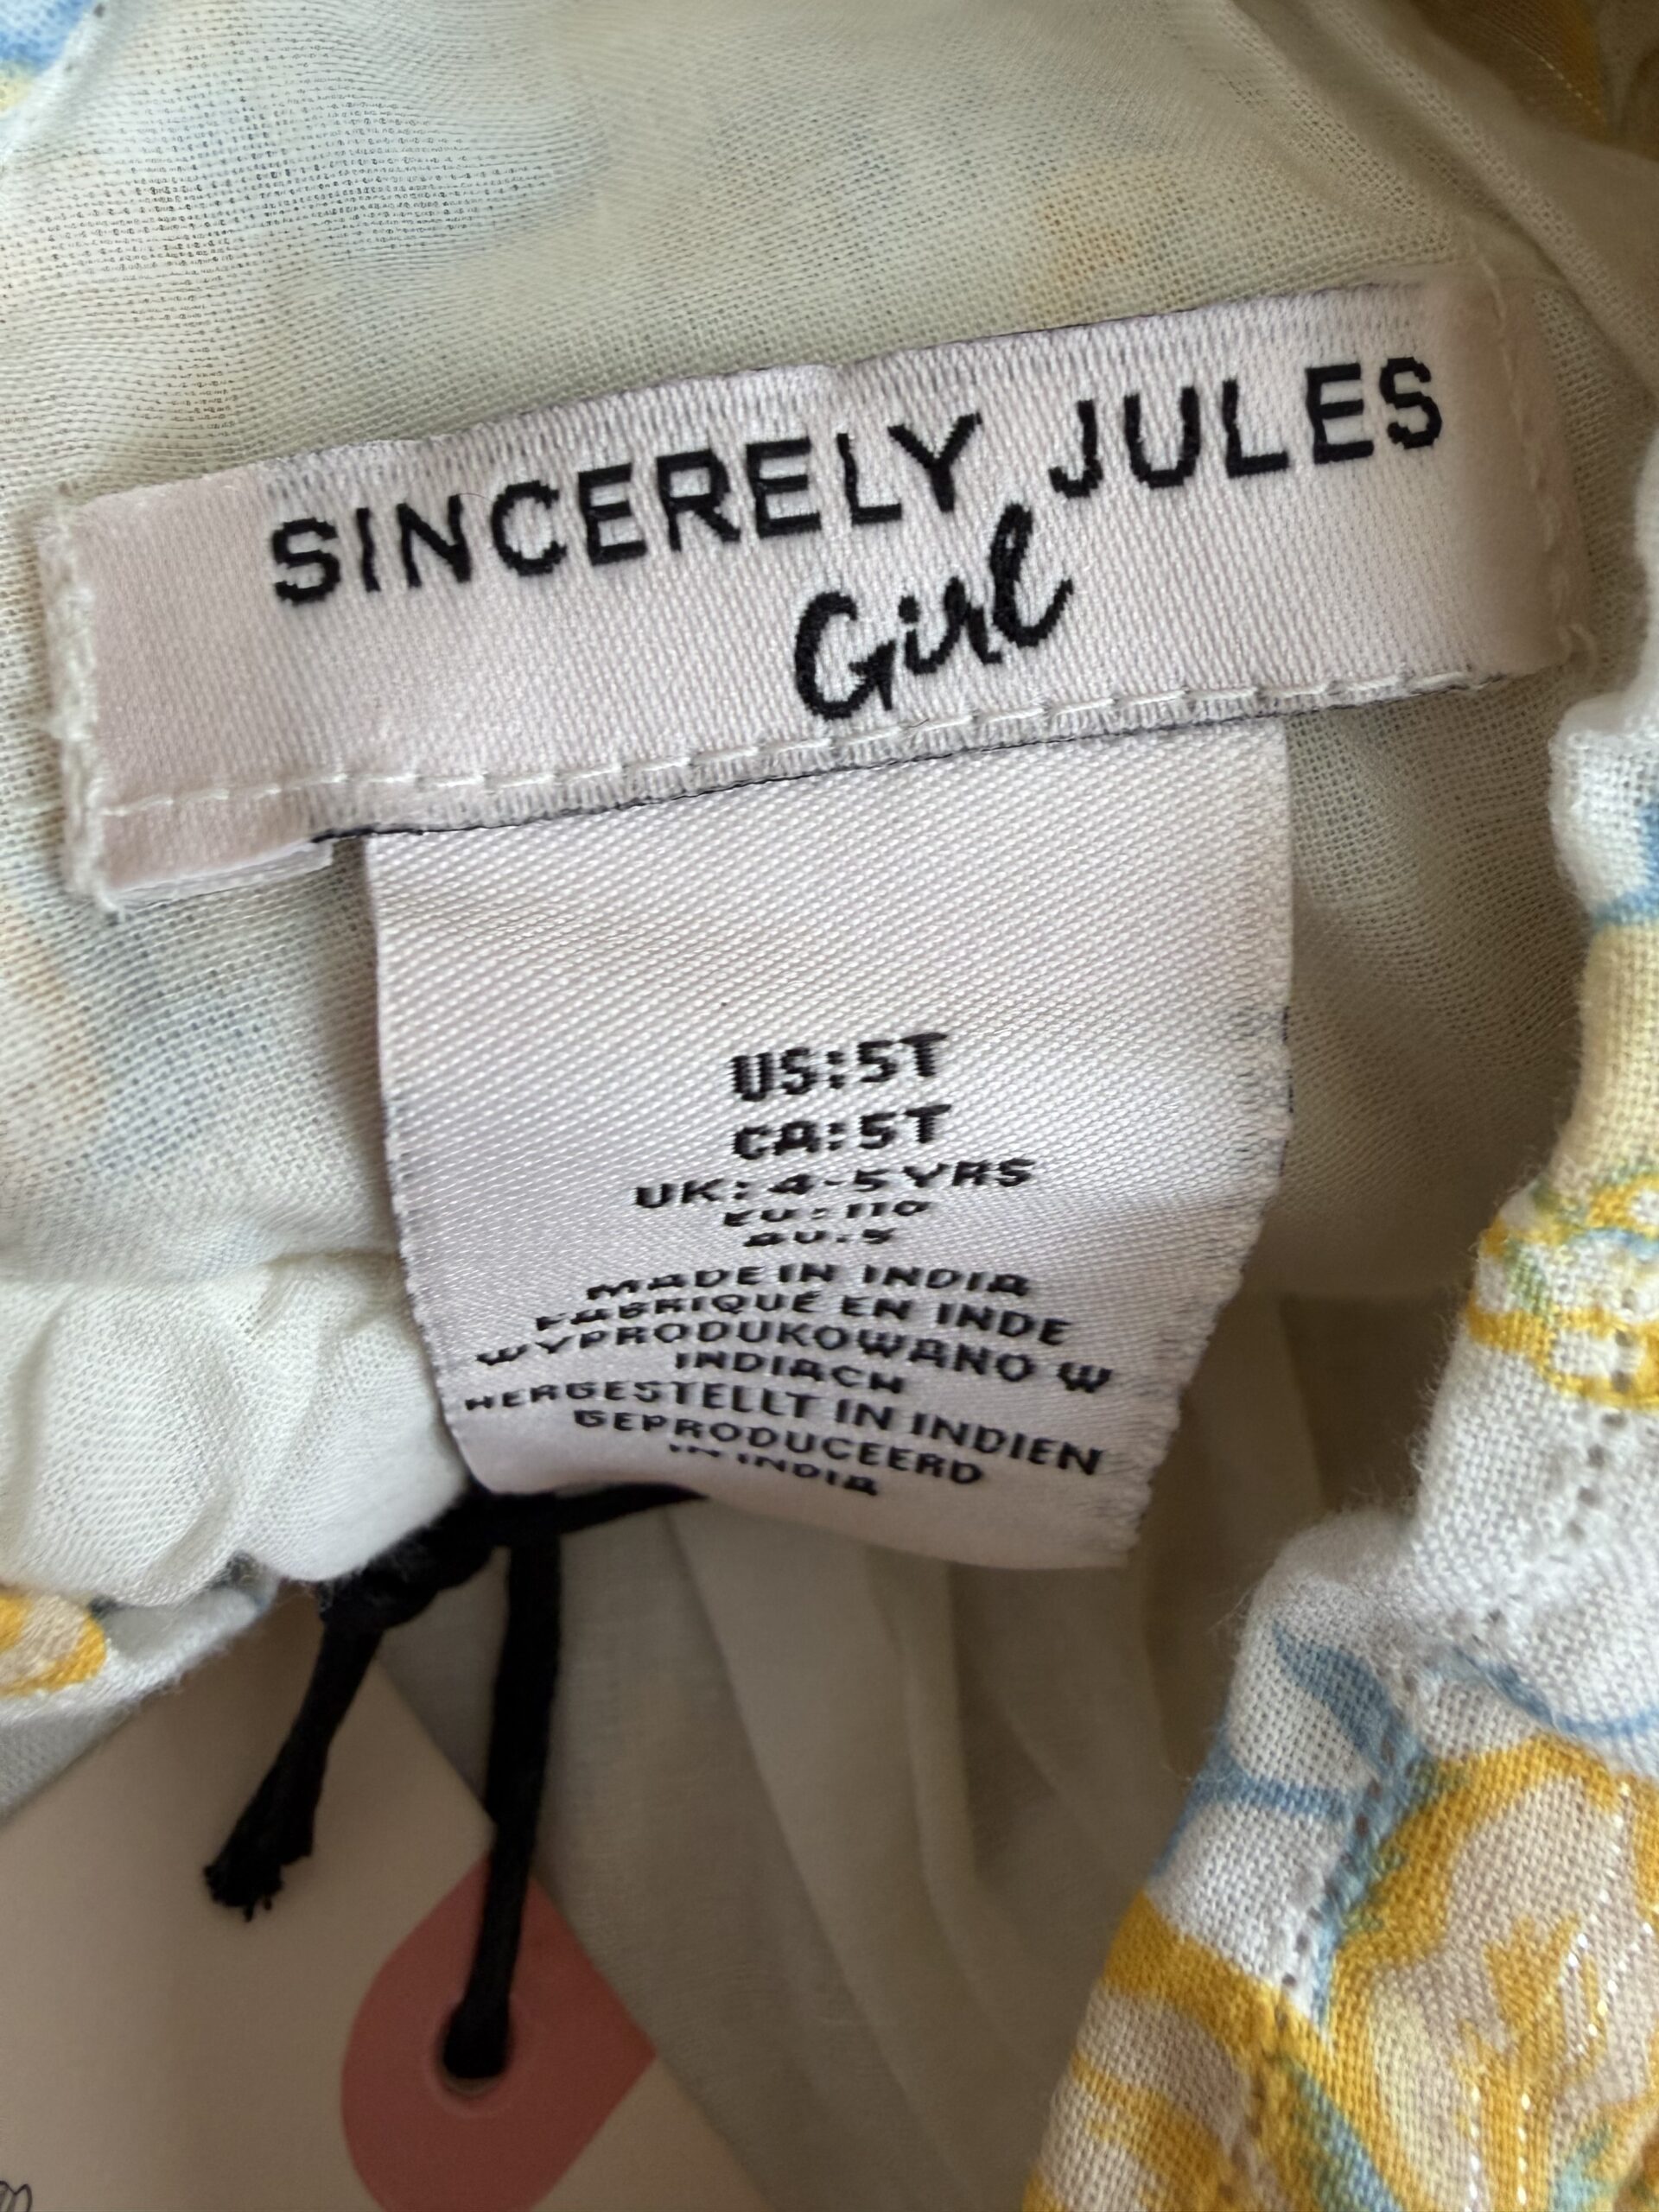 SINCERELY JULES
Girl
US:5T
CA:5T
UK: 4-5YRS
EU: 110
AU: 5
MADE IN INDIA
FABRIQUÉ EN INDE
WYPRODUKOWANO W
INDIACH
HERGESTELLT IN INDIEN
GEPRODUCEERD
IN INDIA